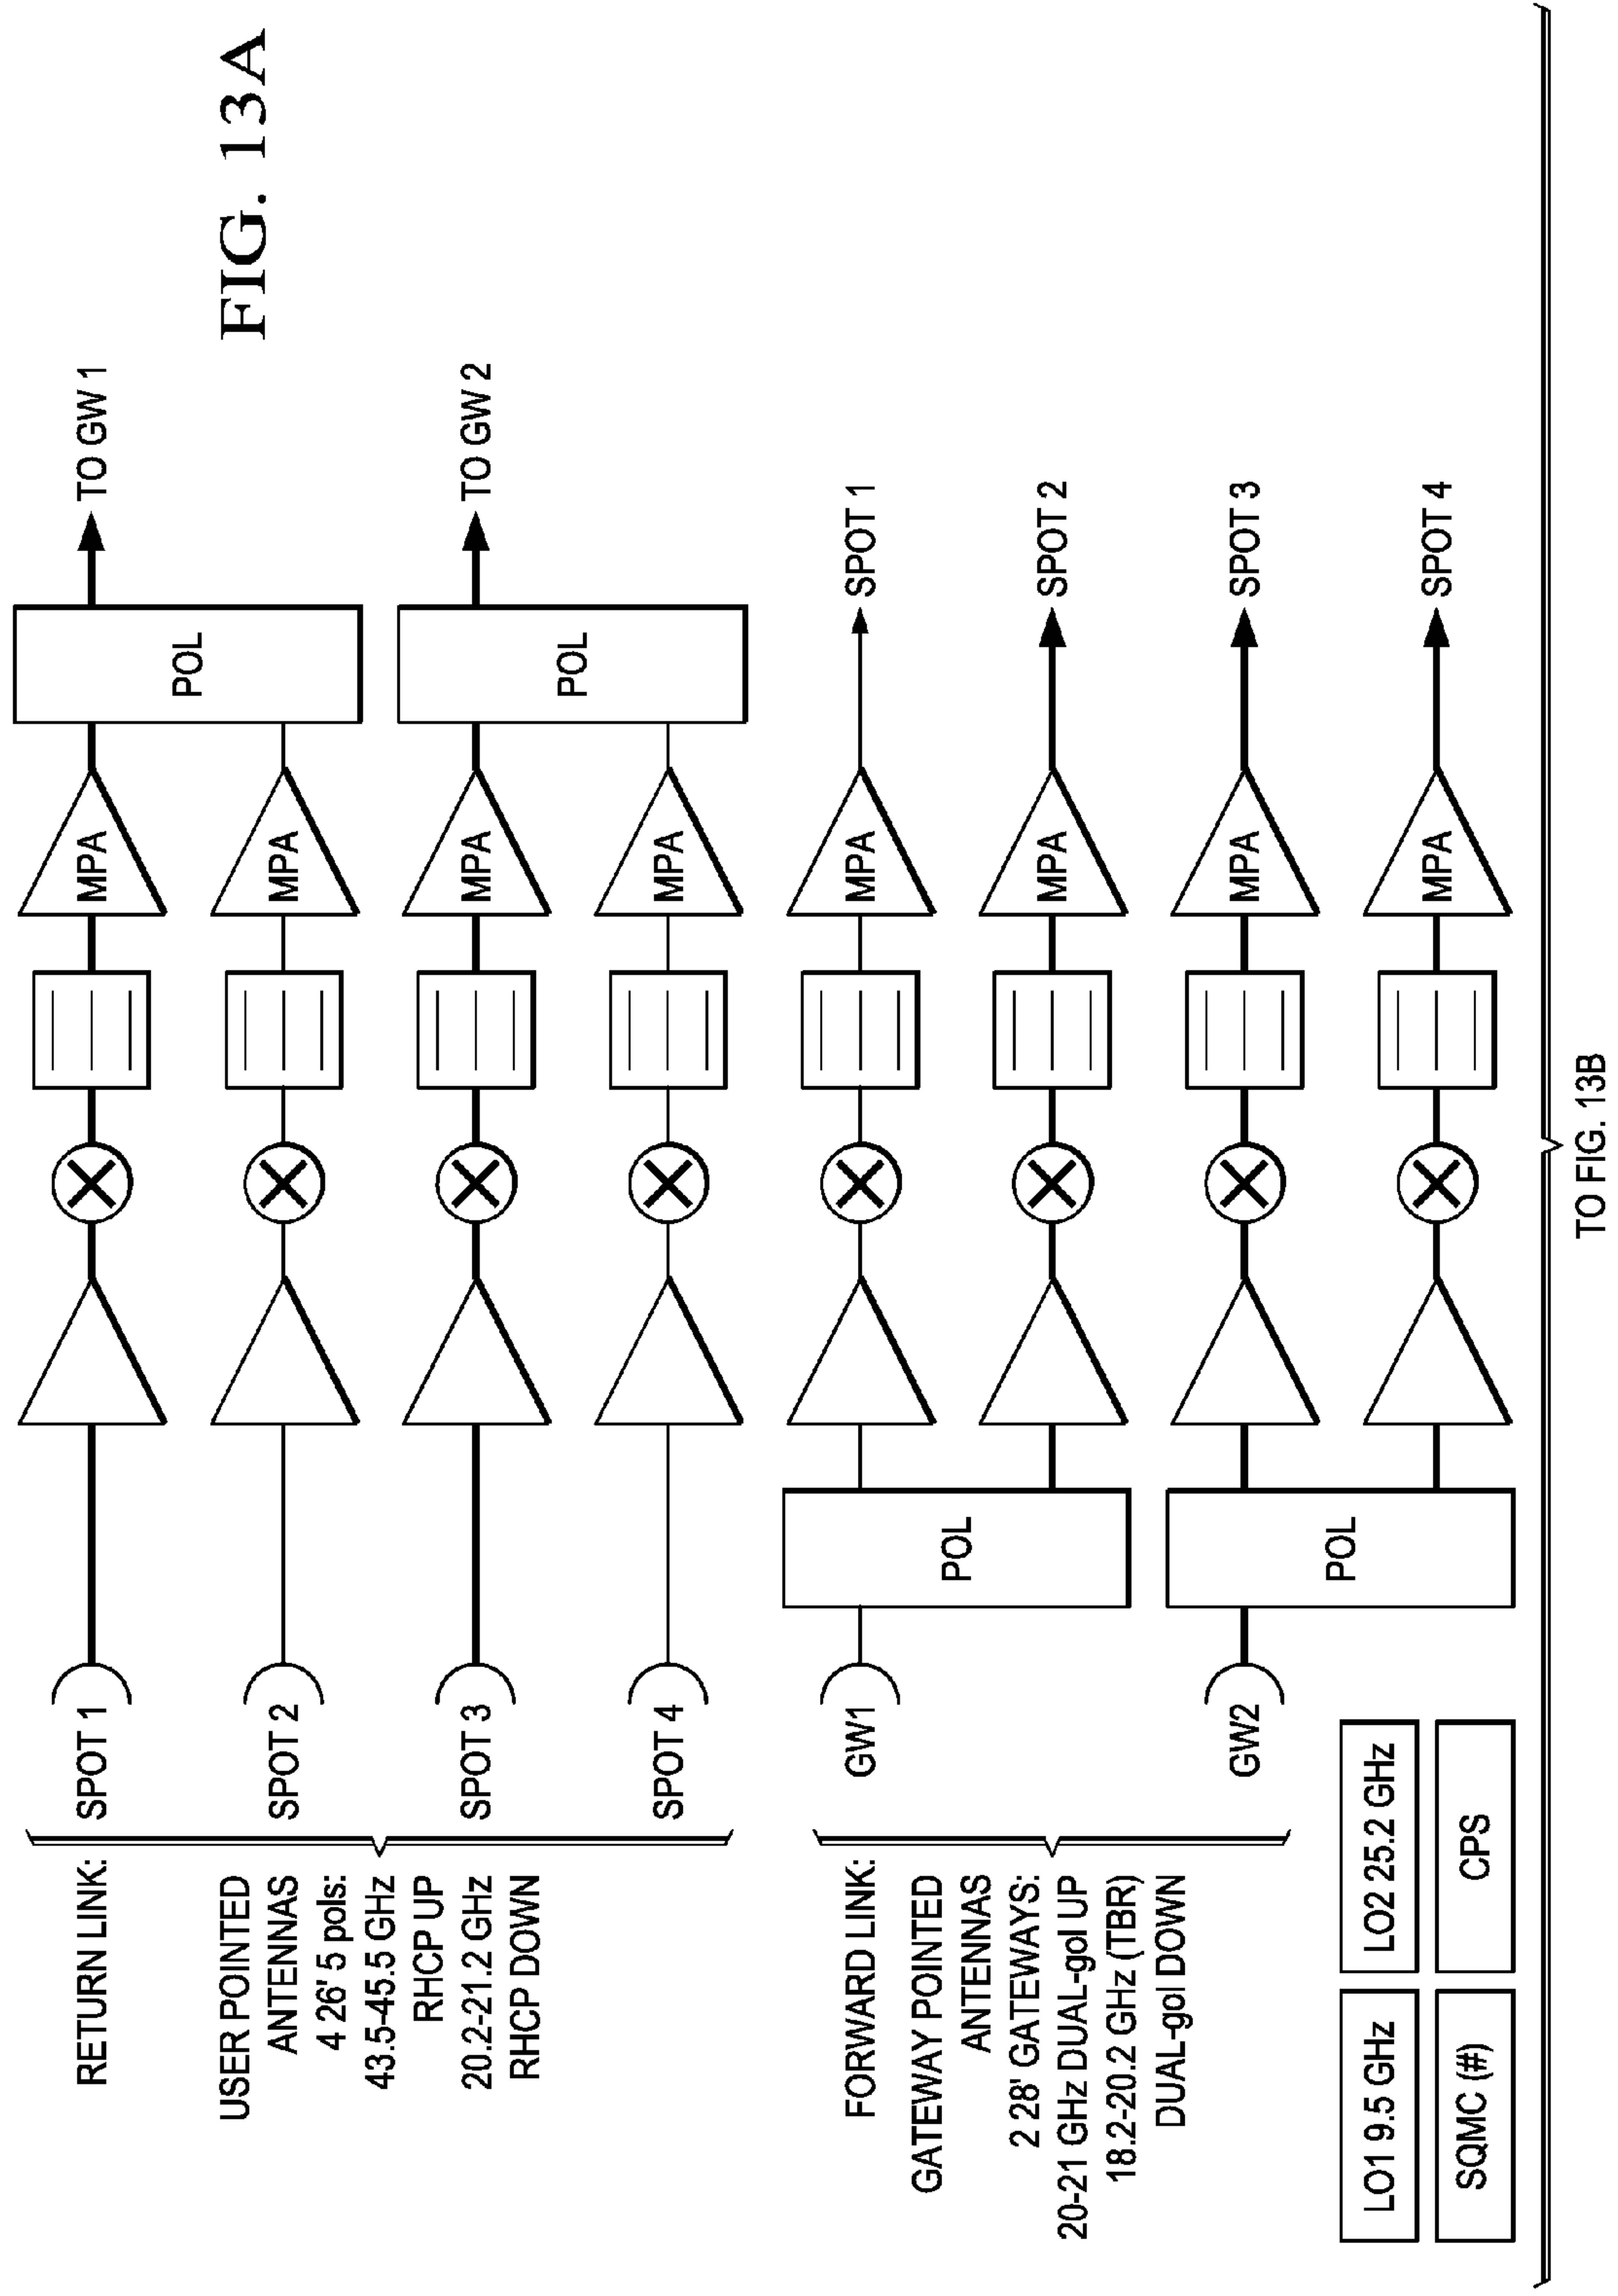 FIG. 13A
RETURN LINK:
USER POINTED
ANTENNAS
4 26' 5 pols:
43.5-45.5 GHz
RHCP UP
20.2-21.2 GHz
RHCP DOWN
SPOT 1
MPA
POL
TO GW 1
SPOT 2
MPA
SPOT 3
MPA
POL
TO GW 2
SPOT 4
MPA
FORWARD LINK:
GATEWAY POINTED
ANTENNAS
2 28' GATEWAYS:
20-21 GHz DUAL-gol UP
18.2-20.2 GHz (TBR)
DUAL-gol DOWN
GW1
POL
MPA
SPOT 1
MPA
SPOT 2
GW2
POL
MPA
SPOT 3
MPA
SPOT 4
LO1 9.5 GHz
LO2 25.2 GHz
SQMC (#)
CPS
TO FIG. 13B